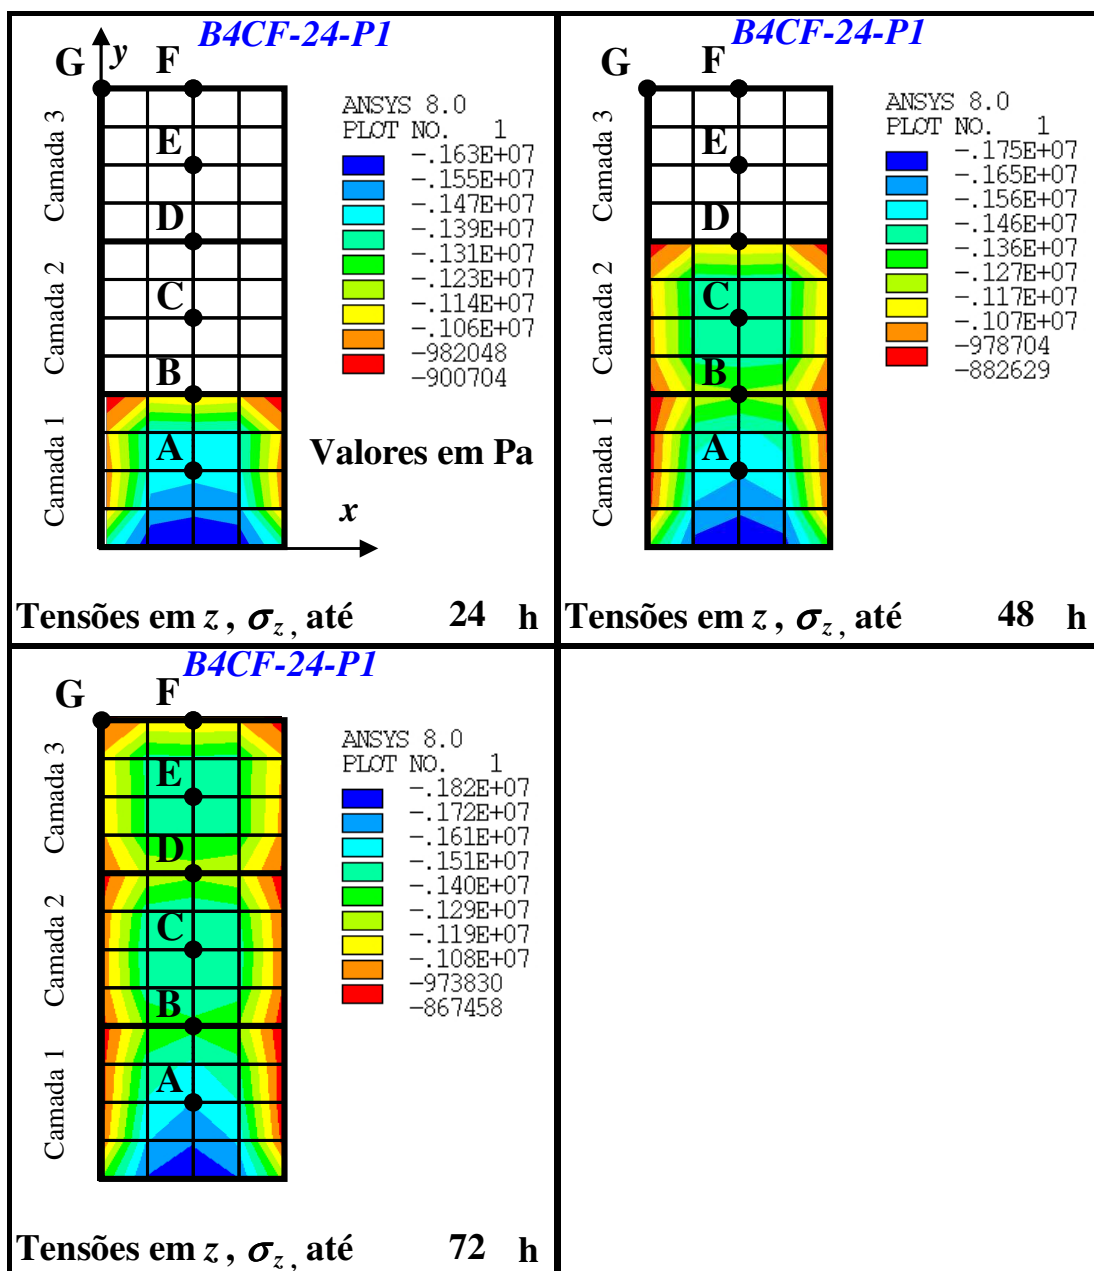 B4CF-24-P1
G y F
ANSYS 8.0
PLOT NO. 1
-.163E+07
-.155E+07
-.147E+07
-.139E+07
-.131E+07
-.123E+07
-.114E+07
-.106E+07
-982048
-900704
Camada 3
E
D
Camada 2
C
B
Camada 1
A
Valores em Pa
x
Tensões em z , σz , até 24 h
B4CF-24-P1
G F
ANSYS 8.0
PLOT NO. 1
-.175E+07
-.165E+07
-.156E+07
-.146E+07
-.136E+07
-.127E+07
-.117E+07
-.107E+07
-978704
-882629
Camada 3
E
D
Camada 2
C
B
Camada 1
A
Tensões em z , σz , até 48 h
B4CF-24-P1
G F
ANSYS 8.0
PLOT NO. 1
-.182E+07
-.172E+07
-.161E+07
-.151E+07
-.140E+07
-.129E+07
-.119E+07
-.108E+07
-973830
-867458
Camada 3
E
D
Camada 2
C
B
Camada 1
A
Tensões em z , σz , até 72 h